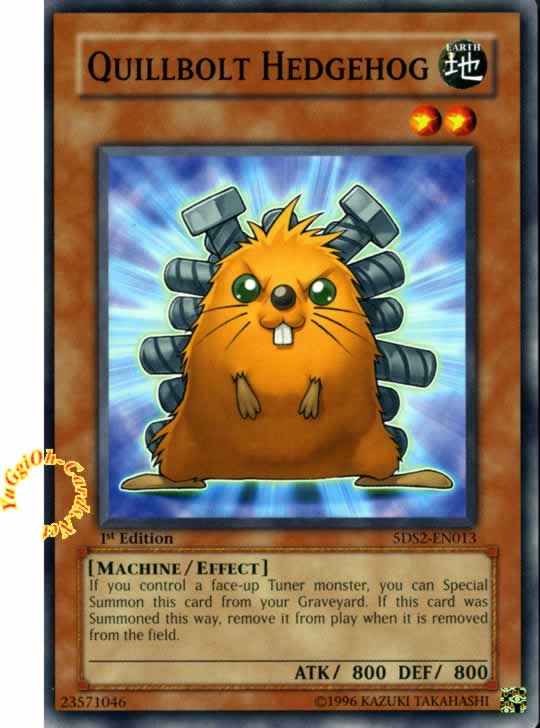 QUILLBOLT HEDGEHOG
EARTH
地
YuGgiOh-Cards.Net
1st Edition
5DS2-EN013
[MACHINE / EFFECT]
If you control a face-up Tuner monster, you can Special
Summon this card from your Graveyard. If this card was
Summoned this way, remove it from play when it is removed
from the field.
ATK/ 800 DEF/ 800
23571046
©1996 KAZUKI TAKAHASHI